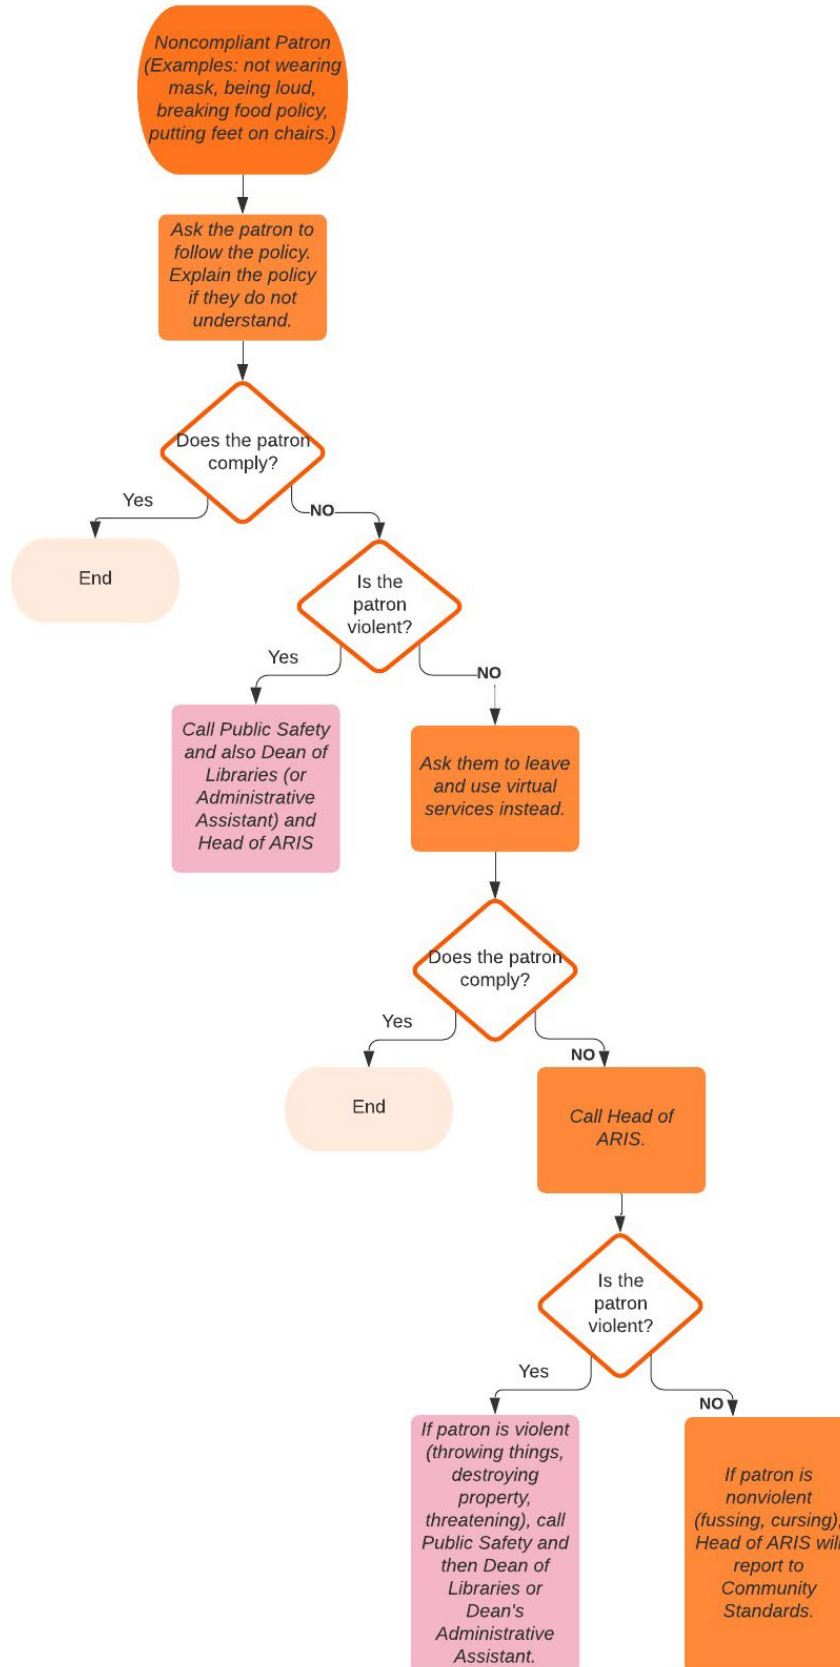 Noncompliant Patron
(Examples: not wearing
mask, being loud,
breaking food policy,
putting feet on chairs.)
Ask the patron to
follow the policy.
Explain the policy
if they do not
understand.
Does the patron
comply?
Yes
NO
End
Is the
patron
violent?
Yes
NO
Call Public Safety
and also Dean of
Libraries (or
Administrative
Assistant) and
Head of ARIS
Ask them to leave
and use virtual
services instead.
Does the patron
comply?
Yes
NO
End
Call Head of
ARIS.
Is the
patron
violent?
Yes
NO
If patron is violent
(throwing things,
destroying
property,
threatening), call
Public Safety and
then Dean of
Libraries or
Dean's
Administrative
Assistant.
If patron is
nonviolent
(fussing, cursing),
Head of ARIS will
report to
Community
Standards.